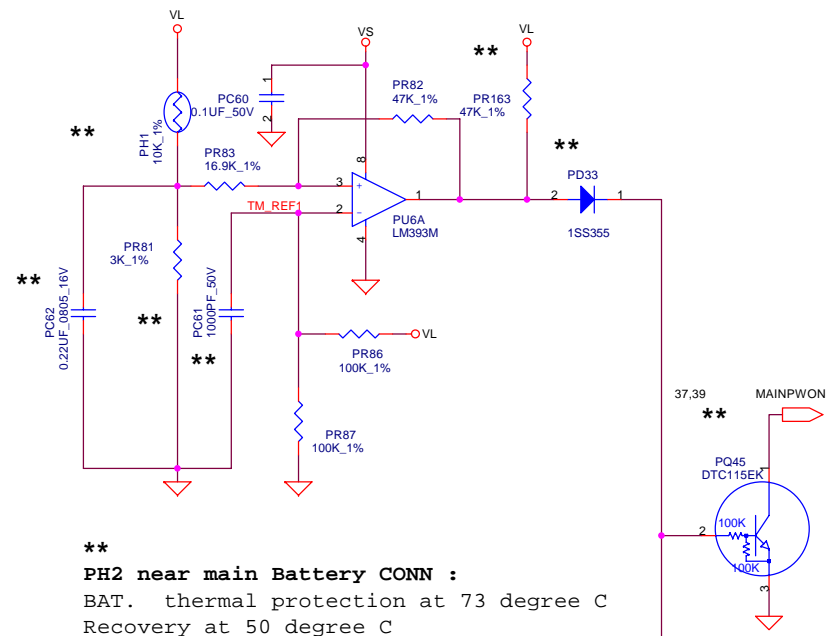 VL
VS
**
VL
PC60
0.1UF_50V
1
2
PR82
47K_1%
PR163
47K_1%
**
PH1
10K_1%
PR83
16.9K_1%
**
8
3
+
1
2
-
4
TM_REF1
PU6A
LM393M
2
PD33
1
1SS355
PR81
3K_1%
**
PC62
0.22UF_0805_16V
**
PC61
1000PF_50V
**
PR86
100K_1%
VL
PR87
100K_1%
37,39
MAINPWON
**
PQ45
DTC115EK
1
2
100K
100K
3
**
PH2 near main Battery CONN :
BAT. thermal protection at 73 degree C
Recovery at 50 degree C